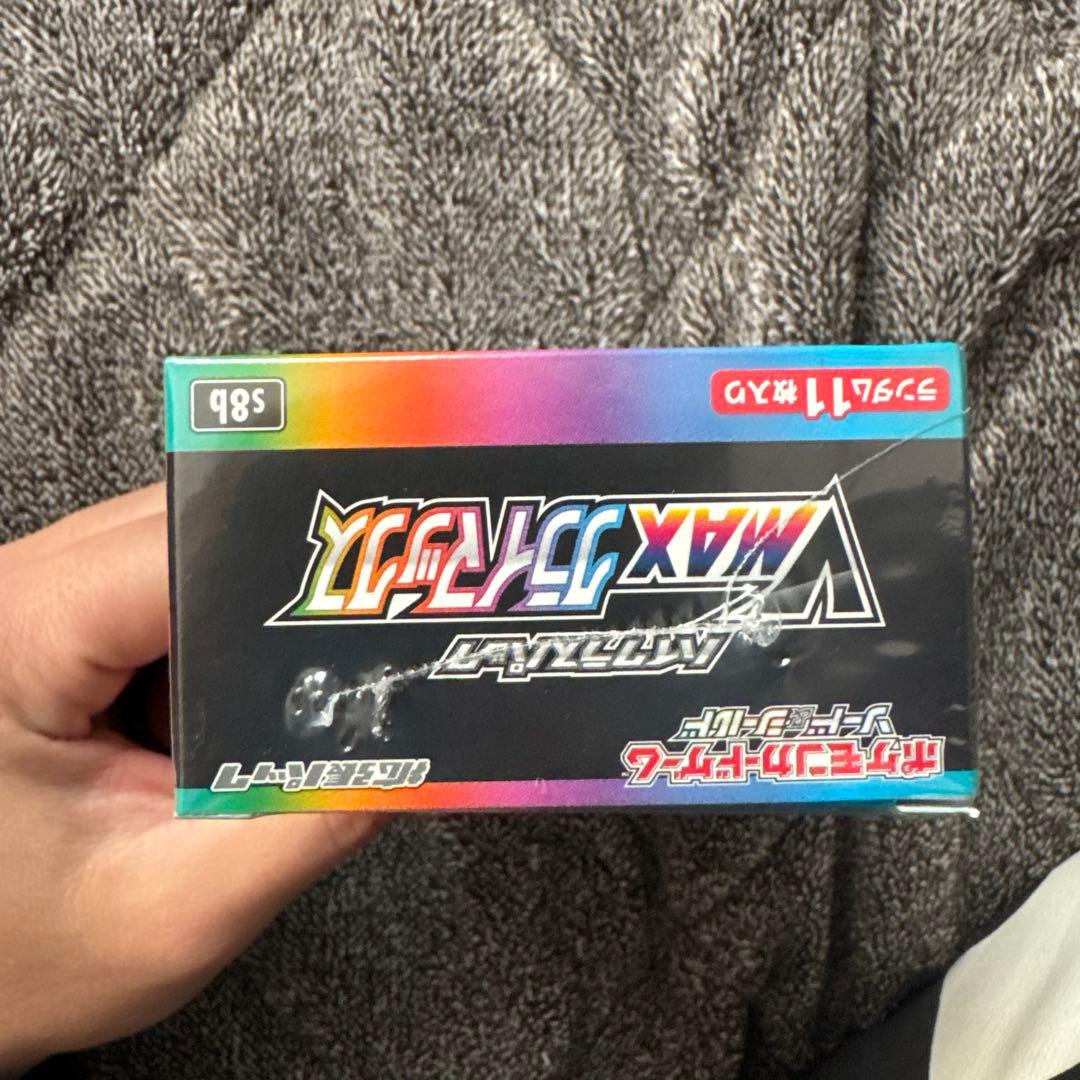 ポケモンカードゲーム
ソード&シールド
拡張パック
ハイクラスパック
VMAXクライマックス
ランダム11枚入り
s8b